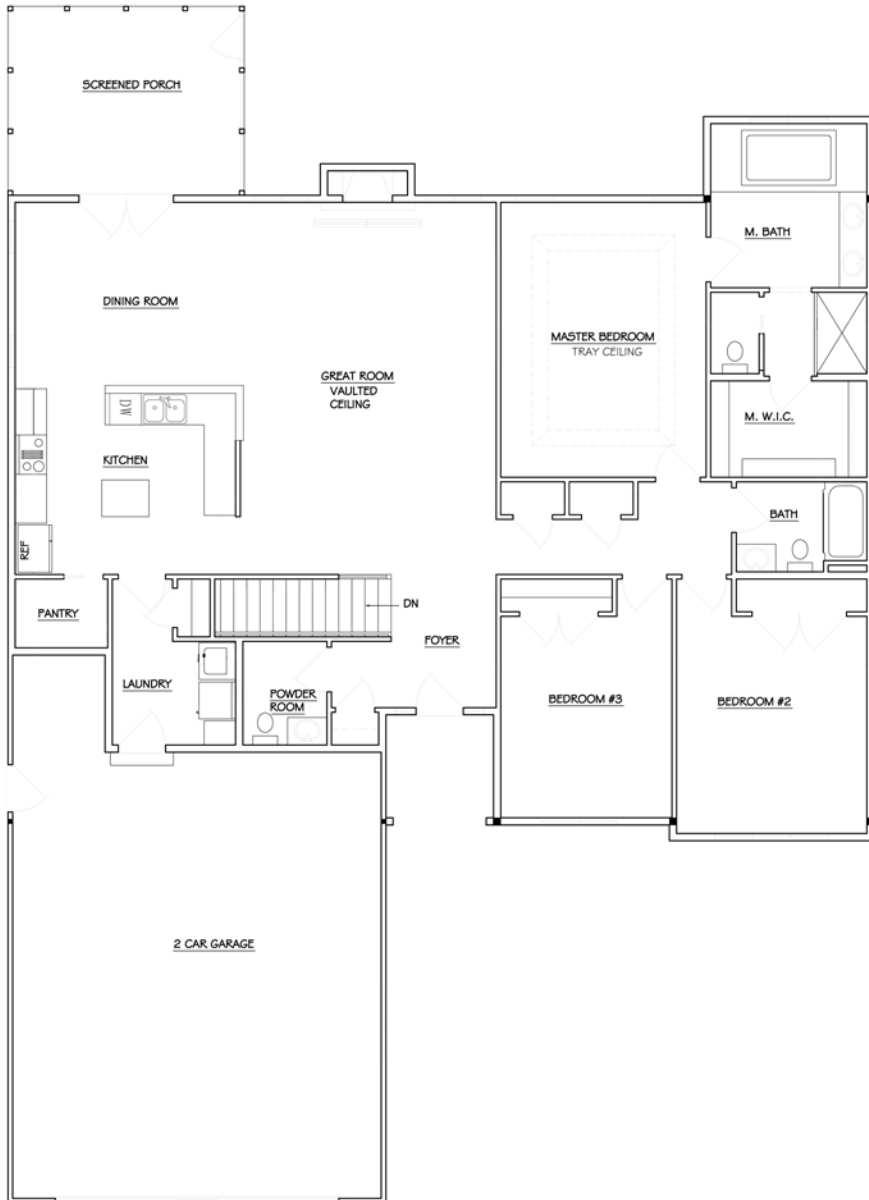 SCREENED PORCH
M. BATH
DINING ROOM
MASTER BEDROOM
TRAY CEILING
GREAT ROOM
VAULTED
CEILING
DW
M. W.I.C.
KITCHEN
BATH
REF
PANTRY
DN
FOYER
LAUNDRY
POWDER
ROOM
BEDROOM #3
BEDROOM #2
2 CAR GARAGE